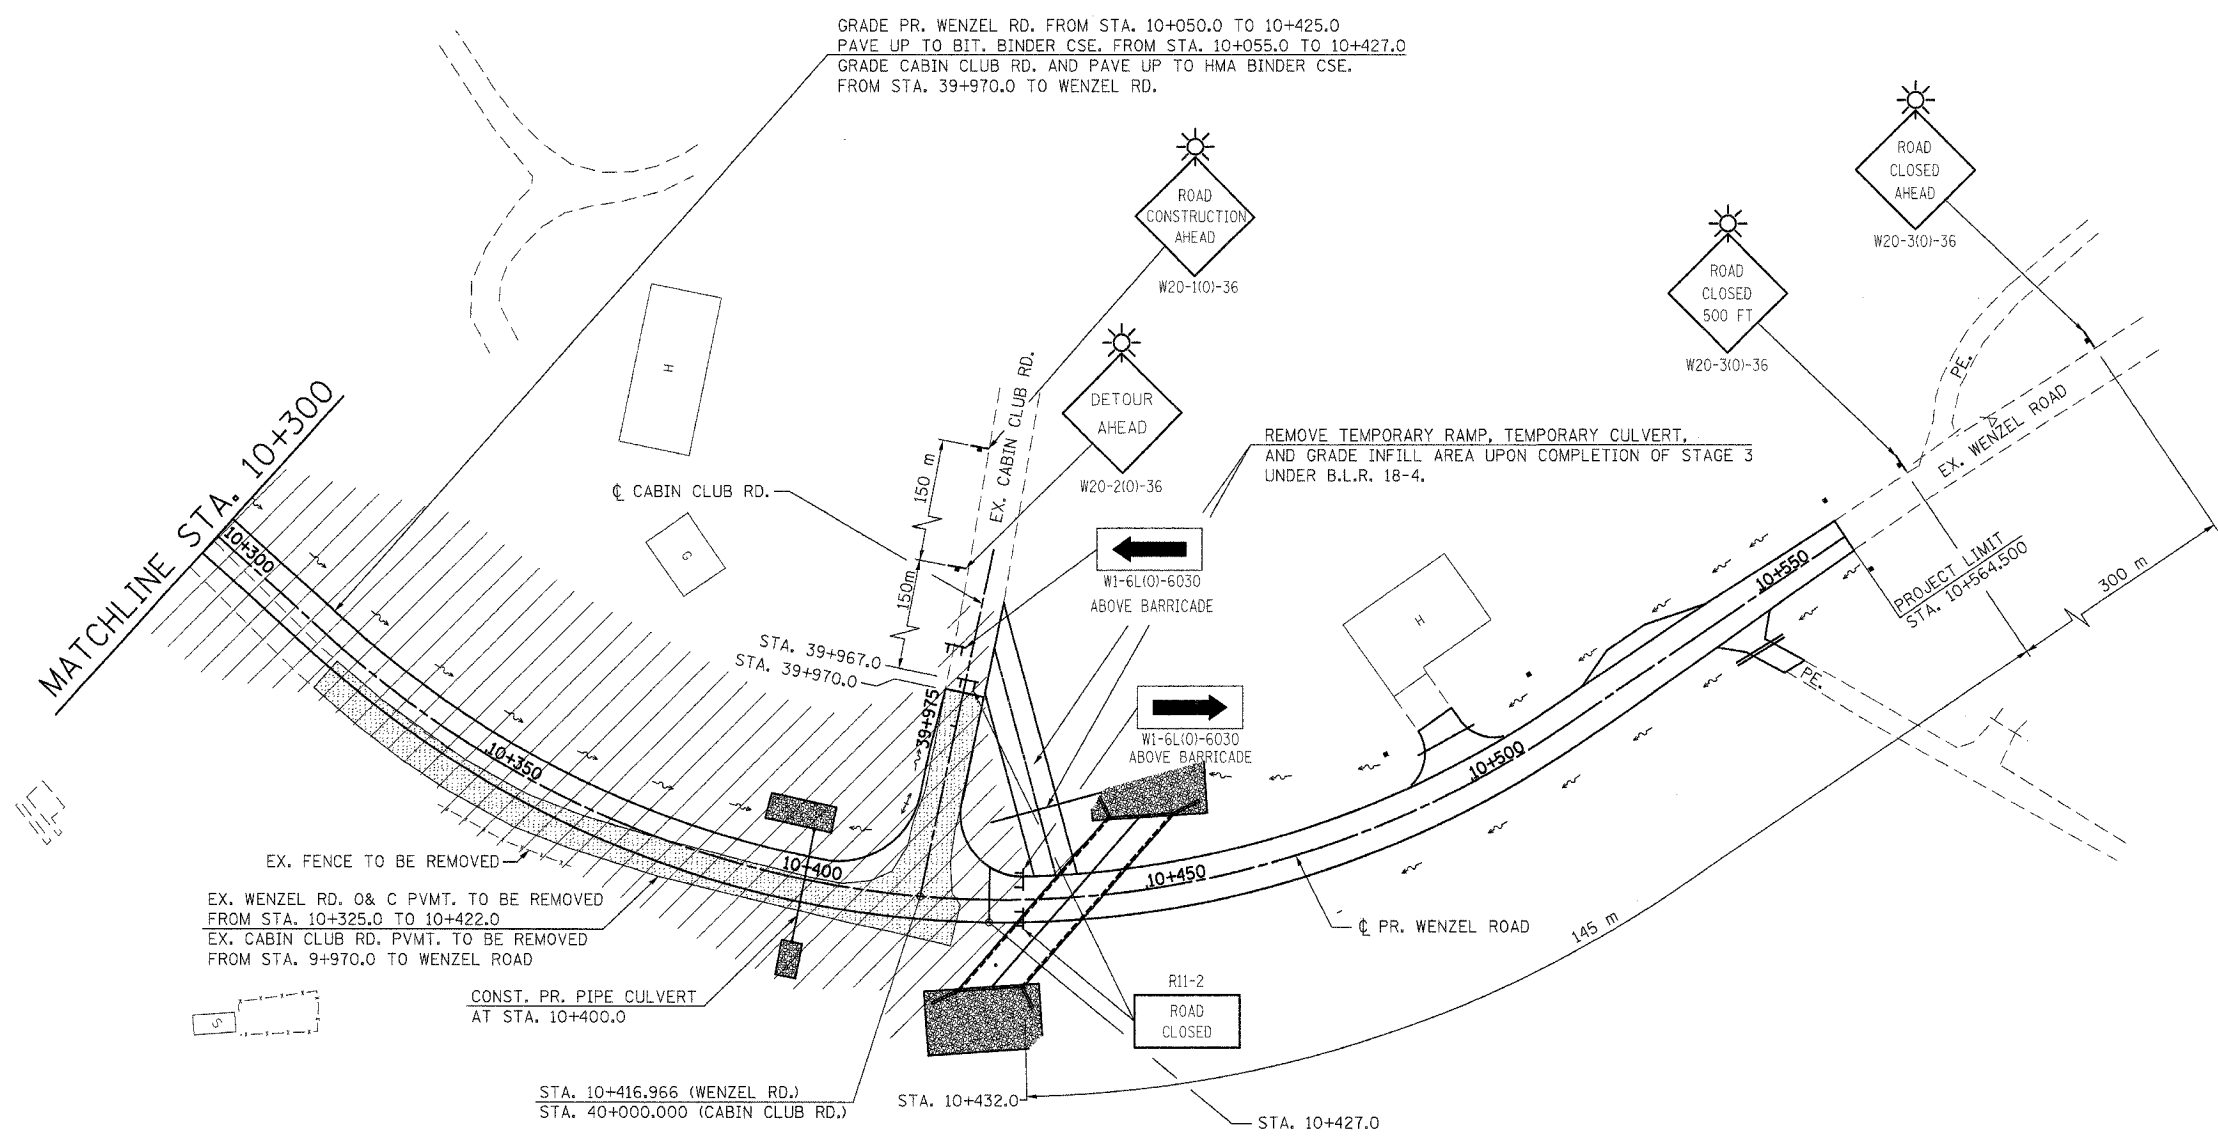 GRADE PR. WENZEL RD. FROM STA. 10+050.0 TO 10+425.0
PAVE UP TO BIT. BINDER CSE. FROM STA. 10+055.0 TO 10+427.0
GRADE CABIN CLUB RD. AND PAVE UP TO HMA BINDER CSE.
FROM STA. 39+970.0 TO WENZEL RD.
ROAD
CLOSED
AHEAD
W20-3(O)-36
ROAD
CONSTRUCTION
AHEAD
W20-1(O)-36
ROAD
CLOSED
500 FT
W20-3(O)-36
DETOUR
AHEAD
W20-2(O)-36
H
EX. CABIN CLUB RD.
PE.
EX. WENZEL ROAD
MATCHLINE STA. 10+300
REMOVE TEMPORARY RAMP, TEMPORARY CULVERT,
AND GRADE INFILL AREA UPON COMPLETION OF STAGE 3
UNDER B.L.R. 18-4.
150 m
℄ CABIN CLUB RD.
G
10+300
W1-6L(O)-6030
ABOVE BARRICADE
150m
10+550
PROJECT LIMIT
STA. 10+564.500
300 m
H
STA. 39+967.0
STA. 39+970.0
PE.
39+975
W1-6L(O)-6030
ABOVE BARRICADE
10+350
10+500
10+400
10+450
EX. FENCE TO BE REMOVED
EX. WENZEL RD. O& C PVMT. TO BE REMOVED
FROM STA. 10+325.0 TO 10+422.0
EX. CABIN CLUB RD. PVMT. TO BE REMOVED
FROM STA. 9+970.0 TO WENZEL ROAD
℄ PR. WENZEL ROAD
145 m
CONST. PR. PIPE CULVERT
AT STA. 10+400.0
S
R11-2
ROAD
CLOSED
STA. 10+416.966 (WENZEL RD.)
STA. 40+000.000 (CABIN CLUB RD.)
STA. 10+432.0
STA. 10+427.0